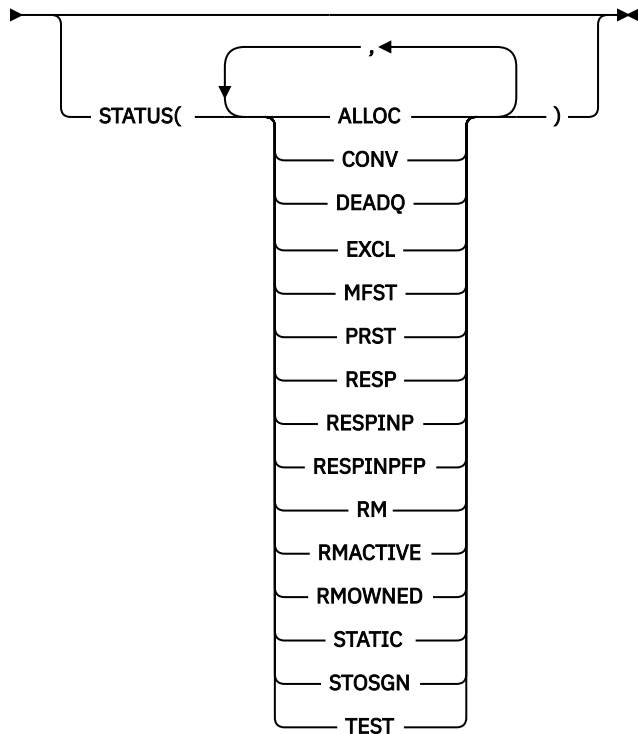 ,
STATUS( ALLOC )
CONV
DEADQ
EXCL
MFST
PRST
RESP
RESPINP
RESPINPFP
RM
RMACTIVE
RMOWNED
STATIC
STOSGN
TEST